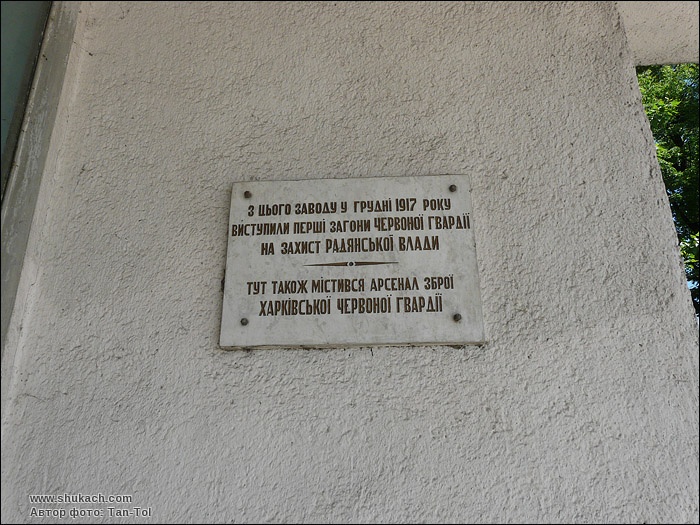 З ЦЬОГО ЗАВОДУ У ГРУДНІ 1917 РОКУ
ВИСТУПИЛИ ПЕРШІ ЗАГОНИ ЧЕРВОНОЇ ГВАРДІЇ
НА ЗАХИСТ РАДЯНСЬКОЇ ВЛАДИ
ТУТ ТАКОЖ МІСТИВСЯ АРСЕНАЛ ЗБРОЇ
ХАРКІВСЬКОЇ ЧЕРВОНОЇ ГВАРДІЇ
www.shukach.com
Автор фото: Tan-Tol